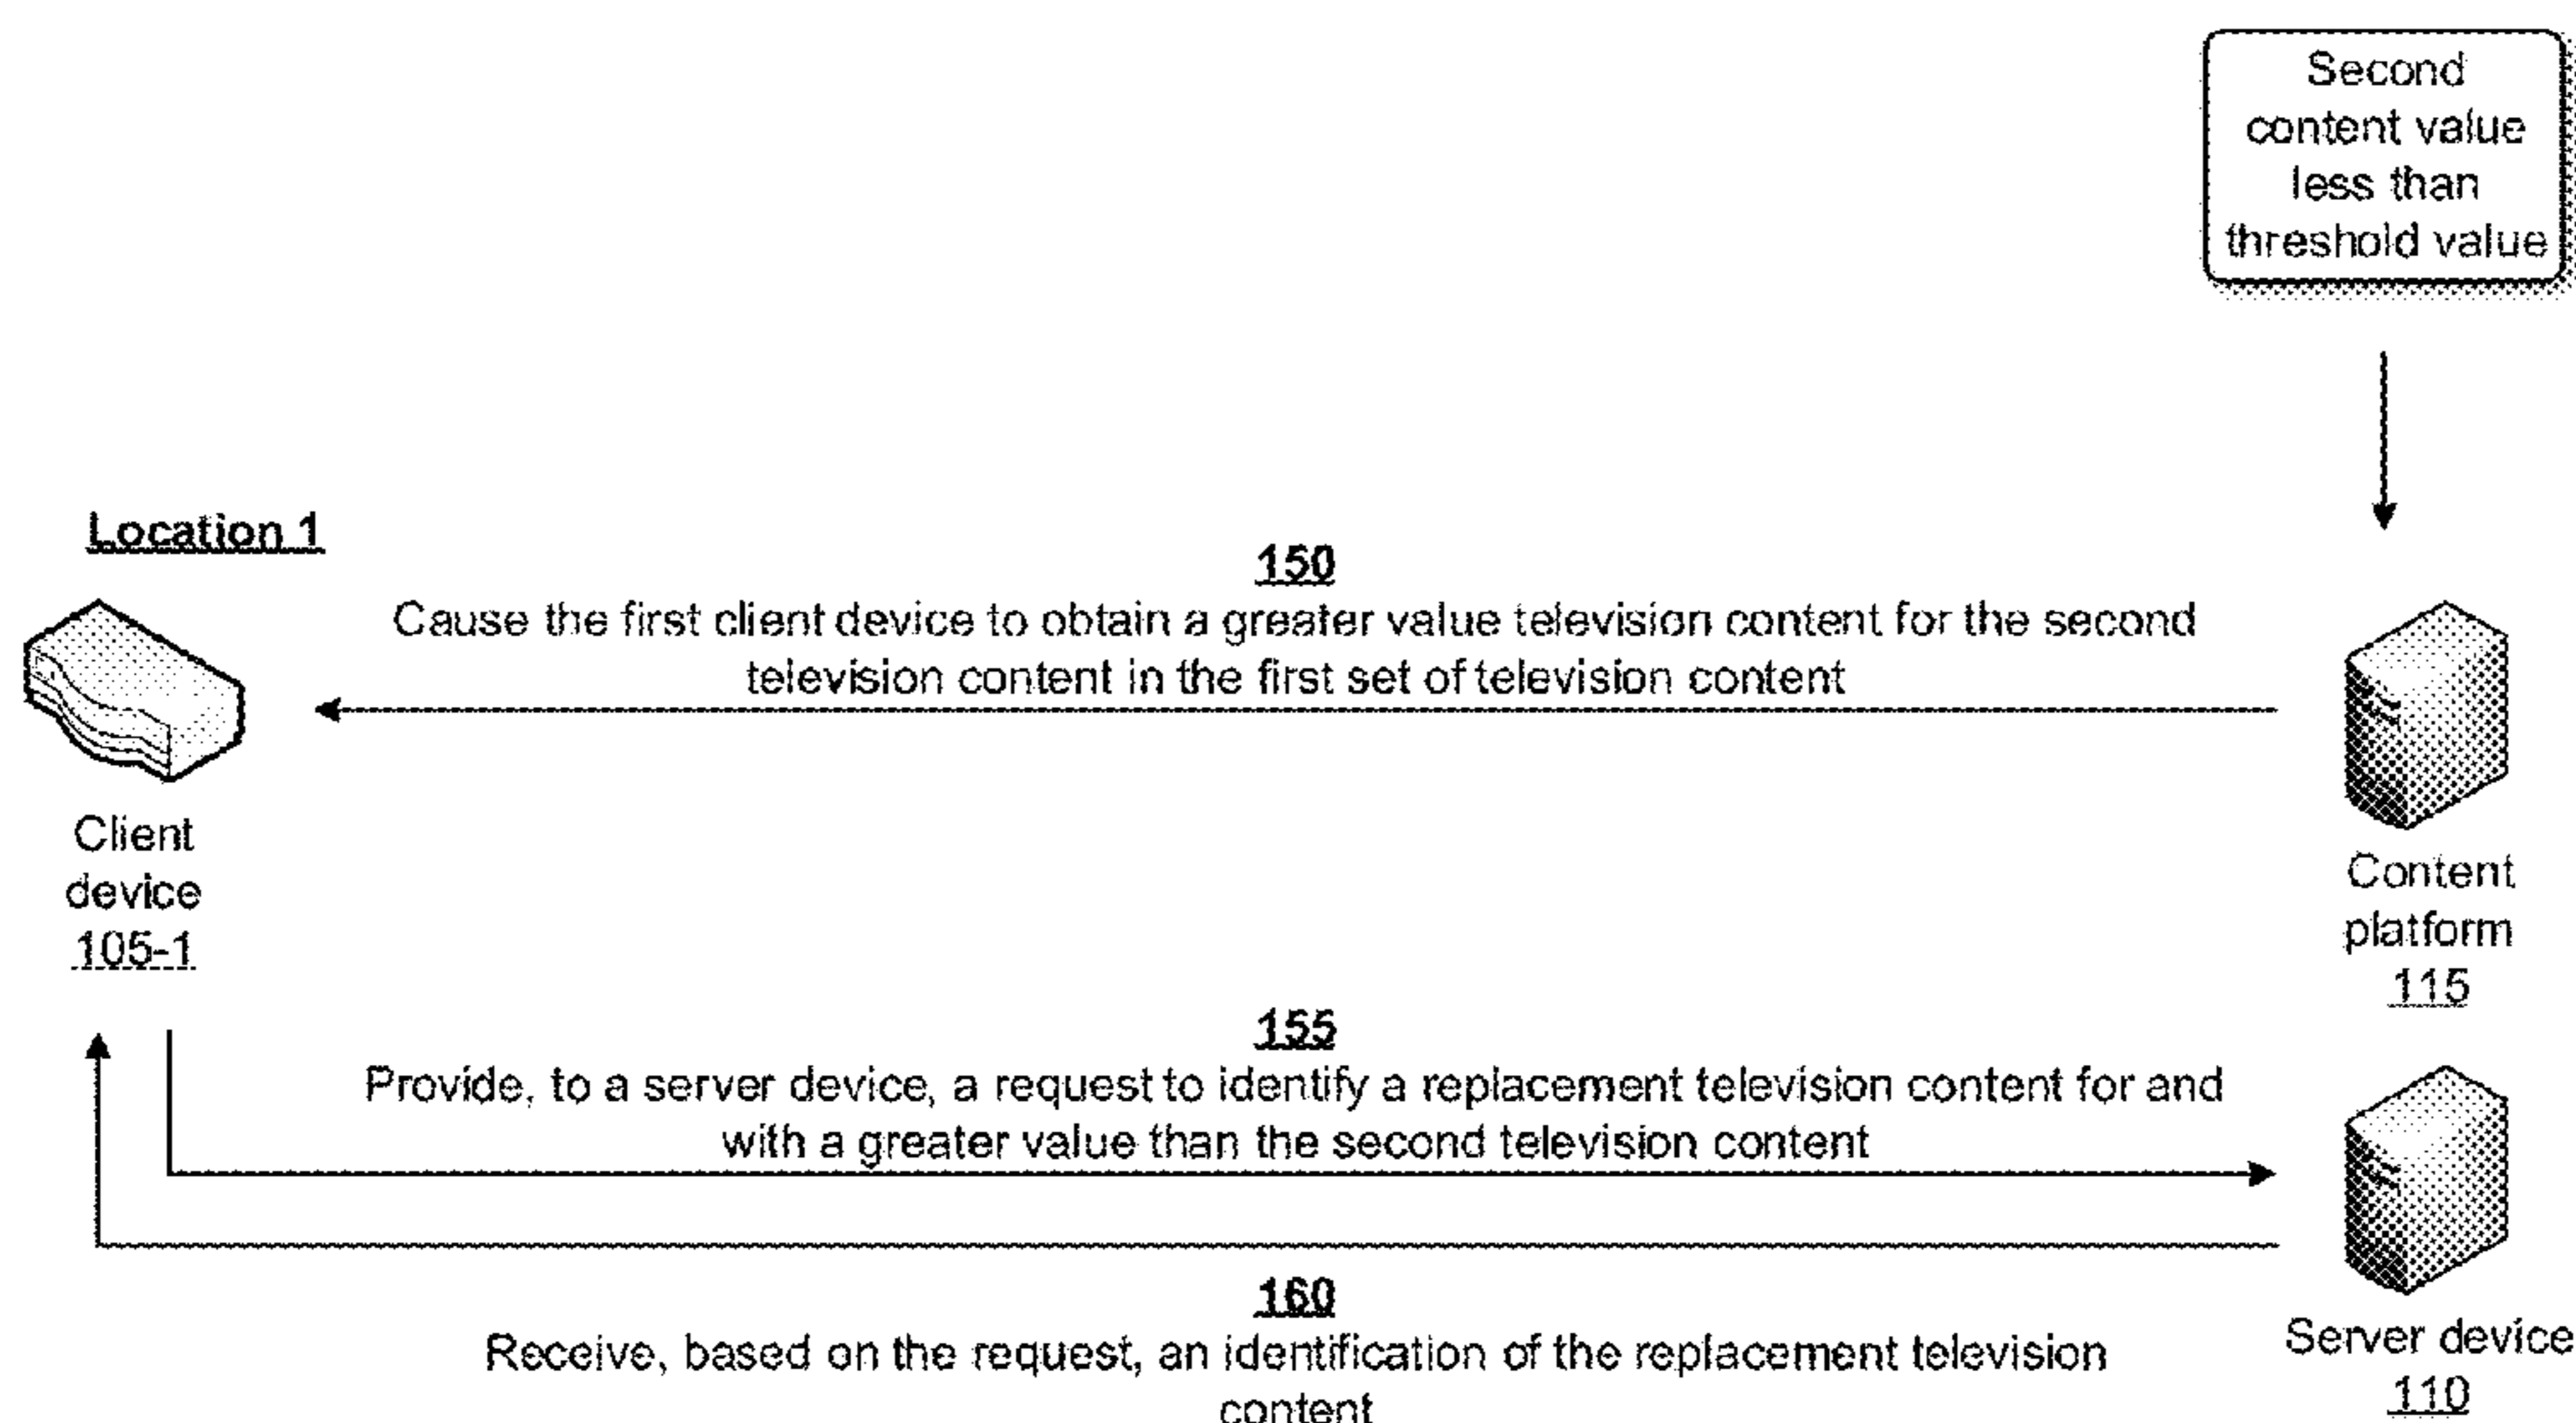 Second
content value
less than
threshold value
Location 1
150
Cause the first client device to obtain a greater value television content for the second
television content in the first set of television content
Client
device
105-1
Content
platform
115
155
Provide, to a server device, a request to identify a replacement television content for and
with a greater value than the second television content
160
Receive, based on the request, an identification of the replacement television
content
Server device
110